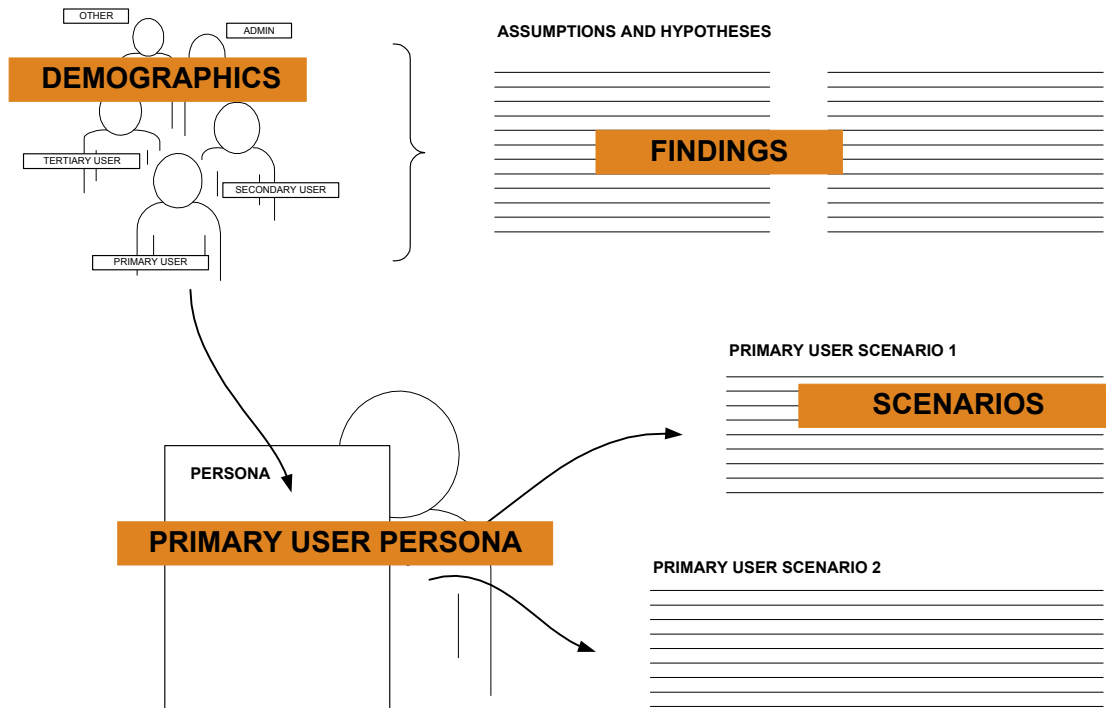 OTHER
ADMIN
ASSUMPTIONS AND HYPOTHESES
DEMOGRAPHICS
FINDINGS
TERTIARY USER
SECONDARY USER
PRIMARY USER
PRIMARY USER SCENARIO 1
SCENARIOS
PERSONA
PRIMARY USER PERSONA
PRIMARY USER SCENARIO 2